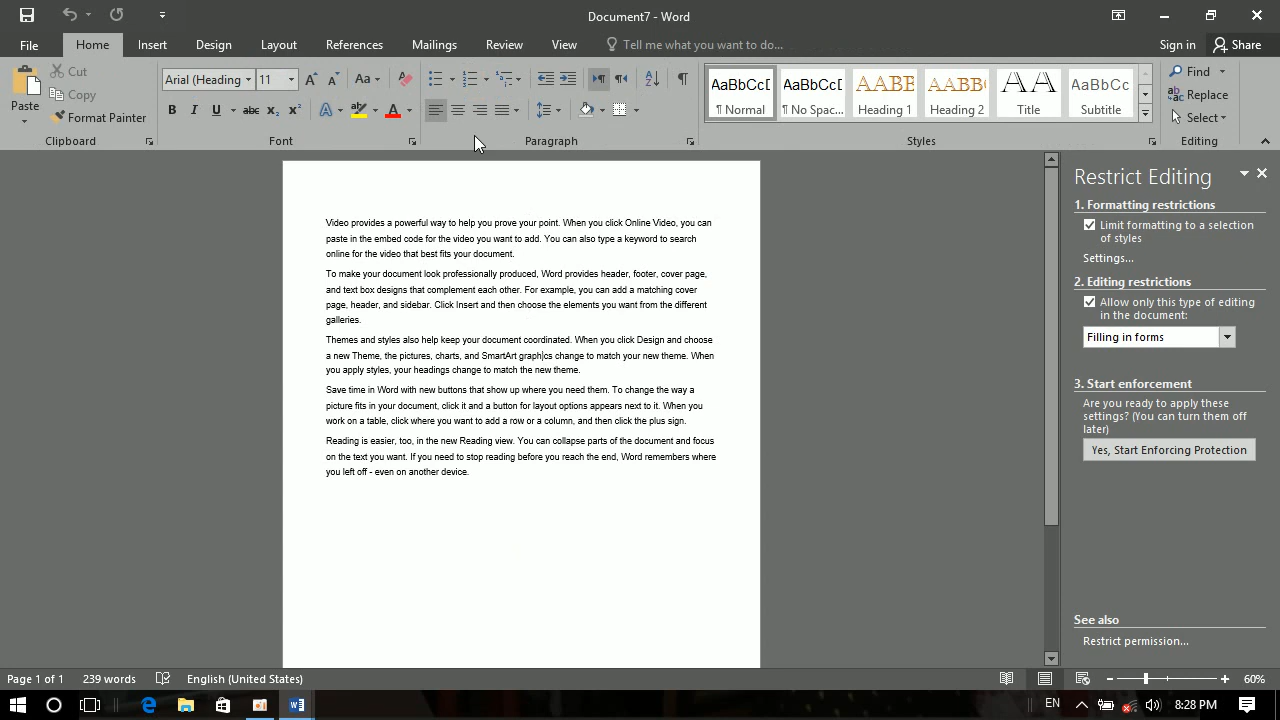 Document7 - Word
File Home Insert Design Layout References Mailings Review View Tell me what you want to do... Sign in Share
Paste
Cut
Copy
Format Painter
Clipboard
Arial (Heading 11
Aa
B I U abc x₂ x² A A
Font
Paragraph
AaBbCc[ AaBbCc[ AABB AABB AA AaBbCc
¶ Normal ¶ No Spac... Heading 1 Heading 2 Title Subtitle
Styles
Find
Replace
Select
Editing
Video provides a powerful way to help you prove your point. When you click Online Video, you can
paste in the embed code for the video you want to add. You can also type a keyword to search
online for the video that best fits your document.
To make your document look professionally produced, Word provides header, footer, cover page,
and text box designs that complement each other. For example, you can add a matching cover
page, header, and sidebar. Click Insert and then choose the elements you want from the different
galleries.
Themes and styles also help keep your document coordinated. When you click Design and choose
a new Theme, the pictures, charts, and SmartArt graphics change to match your new theme. When
you apply styles, your headings change to match the new theme.
Save time in Word with new buttons that show up where you need them. To change the way a
picture fits in your document, click it and a button for layout options appears next to it. When you
work on a table, click where you want to add a row or a column, and then click the plus sign.
Reading is easier, too, in the new Reading view. You can collapse parts of the document and focus
on the text you want. If you need to stop reading before you reach the end, Word remembers where
you left off - even on another device.
Restrict Editing
1. Formatting restrictions
Limit formatting to a selection
of styles
Settings...
2. Editing restrictions
Allow only this type of editing
in the document:
Filling in forms
3. Start enforcement
Are you ready to apply these
settings? (You can turn them off
later)
Yes, Start Enforcing Protection
See also
Restrict permission...
Page 1 of 1 239 words English (United States) 60%
EN 8:28 PM